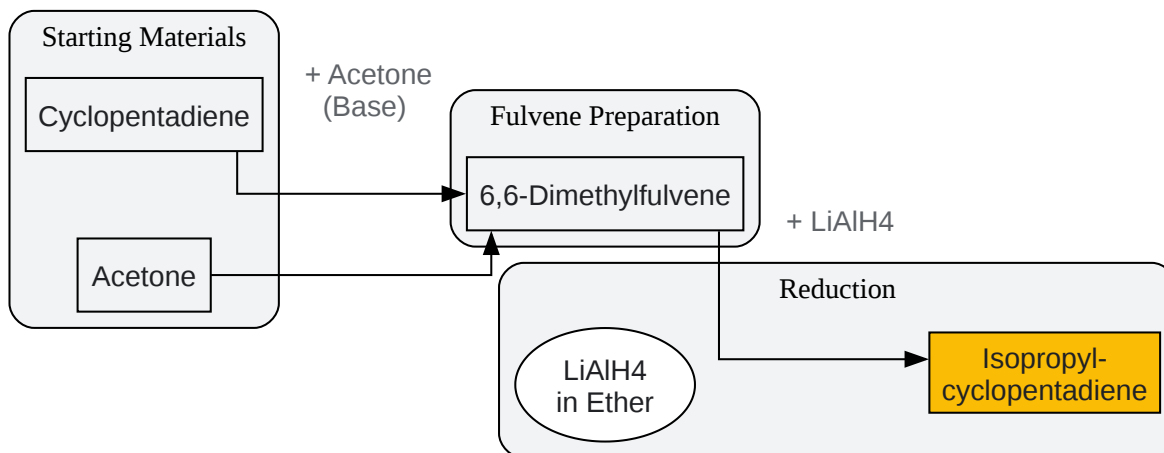 Starting Materials
Cyclopentadiene
Acetone
+ Acetone
(Base)
Fulvene Preparation
6,6-Dimethylfulvene
+ LiAlH4
Reduction
LiAlH4
in Ether
Isopropyl-
cyclopentadiene